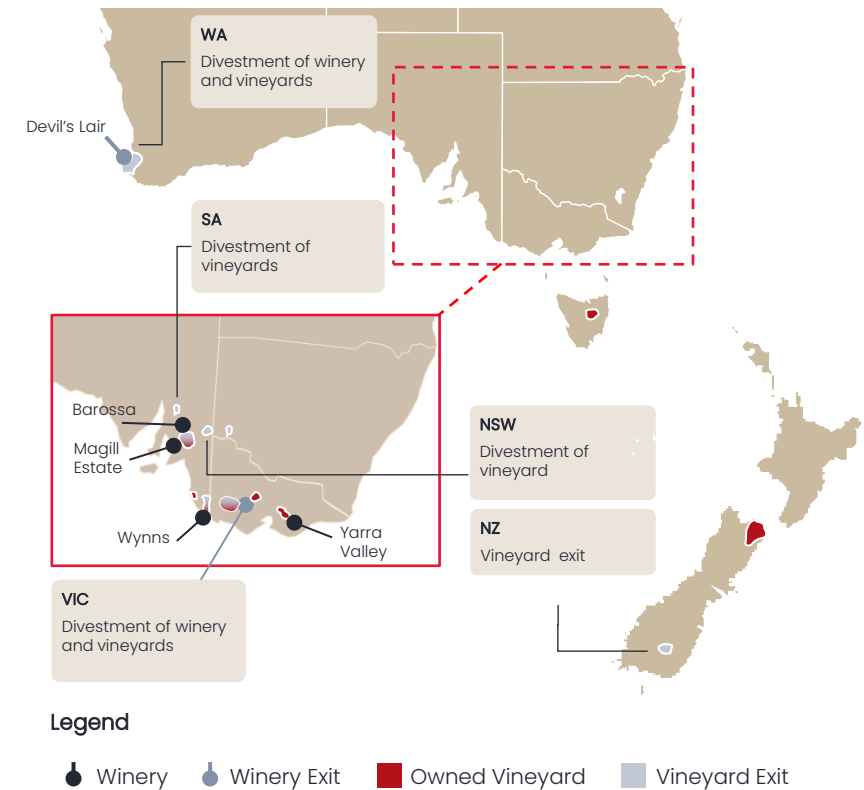 WA
Divestment of winery
and vineyards
Devil's Lair
SA
Divestment of
vineyards
Barossa
Magill
Estate
Wynns
Yarra
Valley
NSW
Divestment of
vineyard
NZ
Vineyard exit
VIC
Divestment of winery
and vineyards
Legend
Winery
Winery Exit
Owned Vineyard
Vineyard Exit